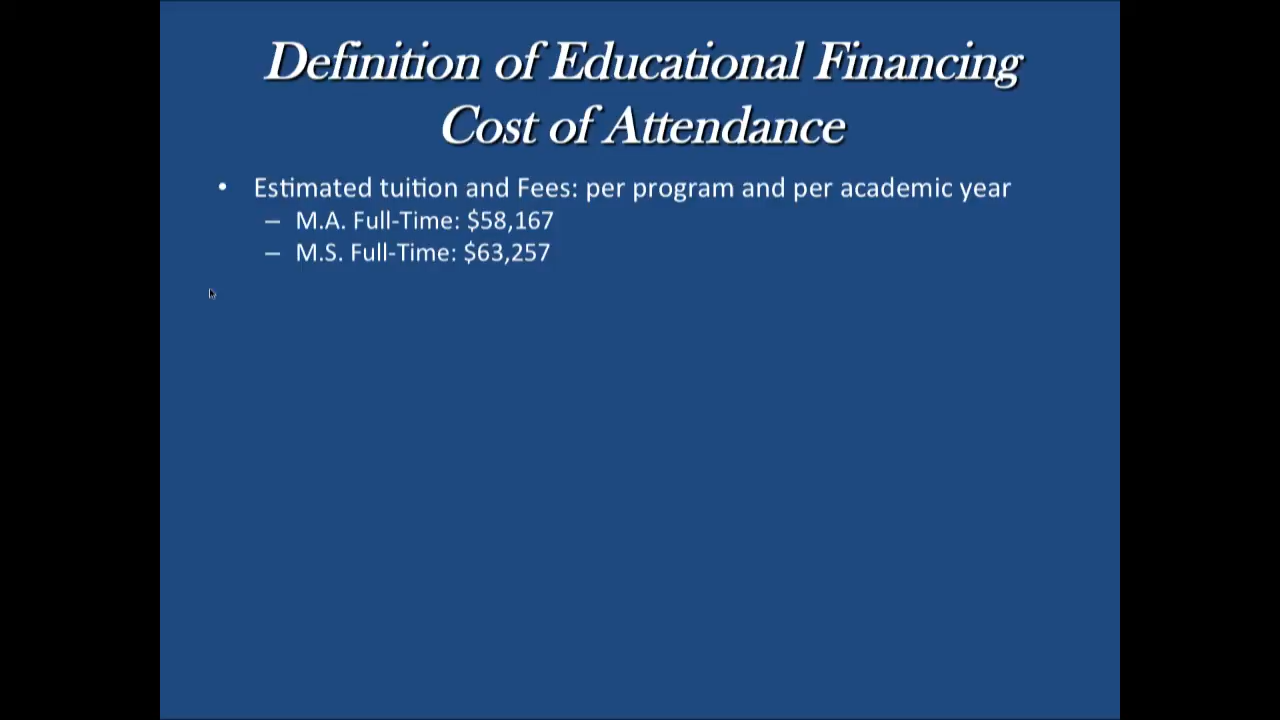 Definition of Educational Financing
Cost of Attendance
• Estimated tuition and Fees: per program and per academic year
– M.A. Full-Time: $58,167
– M.S. Full-Time: $63,257